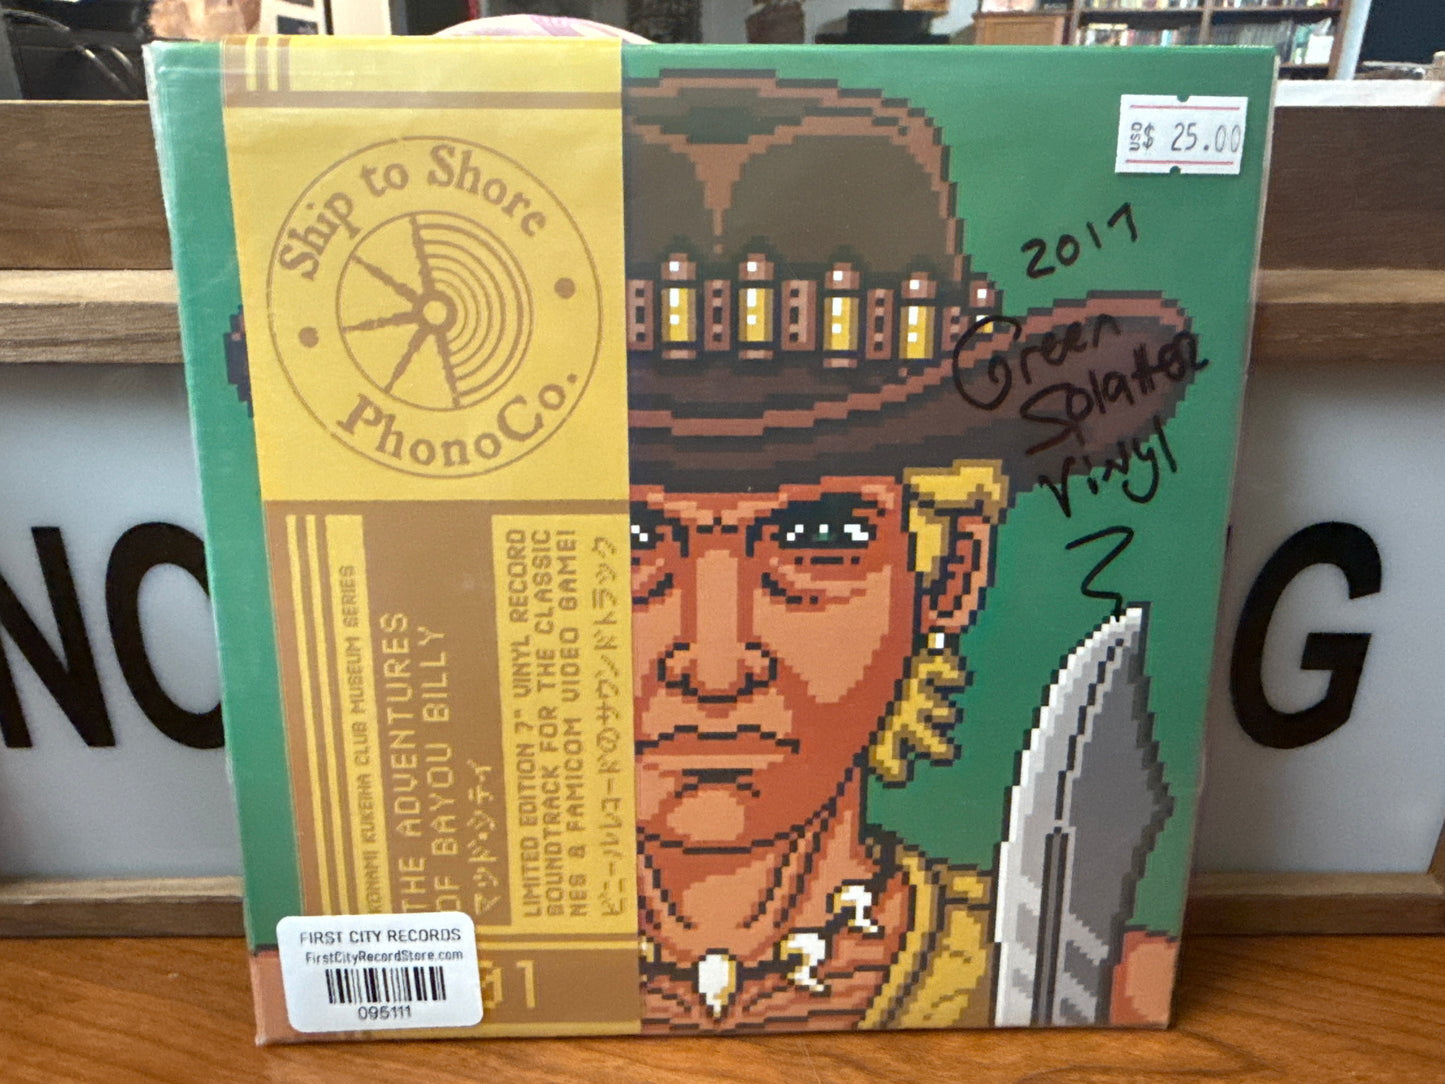 Ship to Shore
PhonoCo.
USD $ 25.00
2017
Green
Splatter
Vinyl
KONAMI KUKEIHA CLUB MUSEUM SERIES
THE ADVENTURES
OF BAYOU BILLY
マッド・シティ
LIMITED EDITION 7" VINYL RECORD
SOUNDTRACK FOR THE CLASSIC
NES & FAMICOM VIDEO GAME!
ビニールレコードのサウンドトラック
FIRST CITY RECORDS
FirstCityRecordStore.com
095111
NO
G